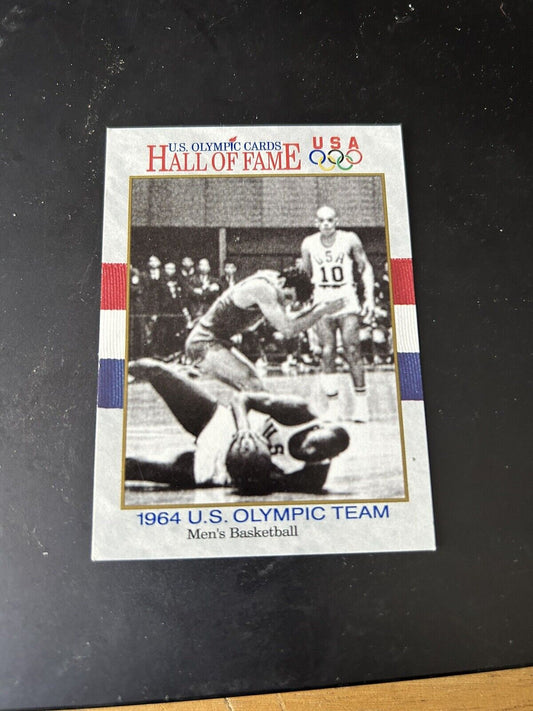 U.S. OLYMPIC CARDS
HALL OF FAME
USA
USA
10
U.S
1964 U.S. OLYMPIC TEAM
Men's Basketball